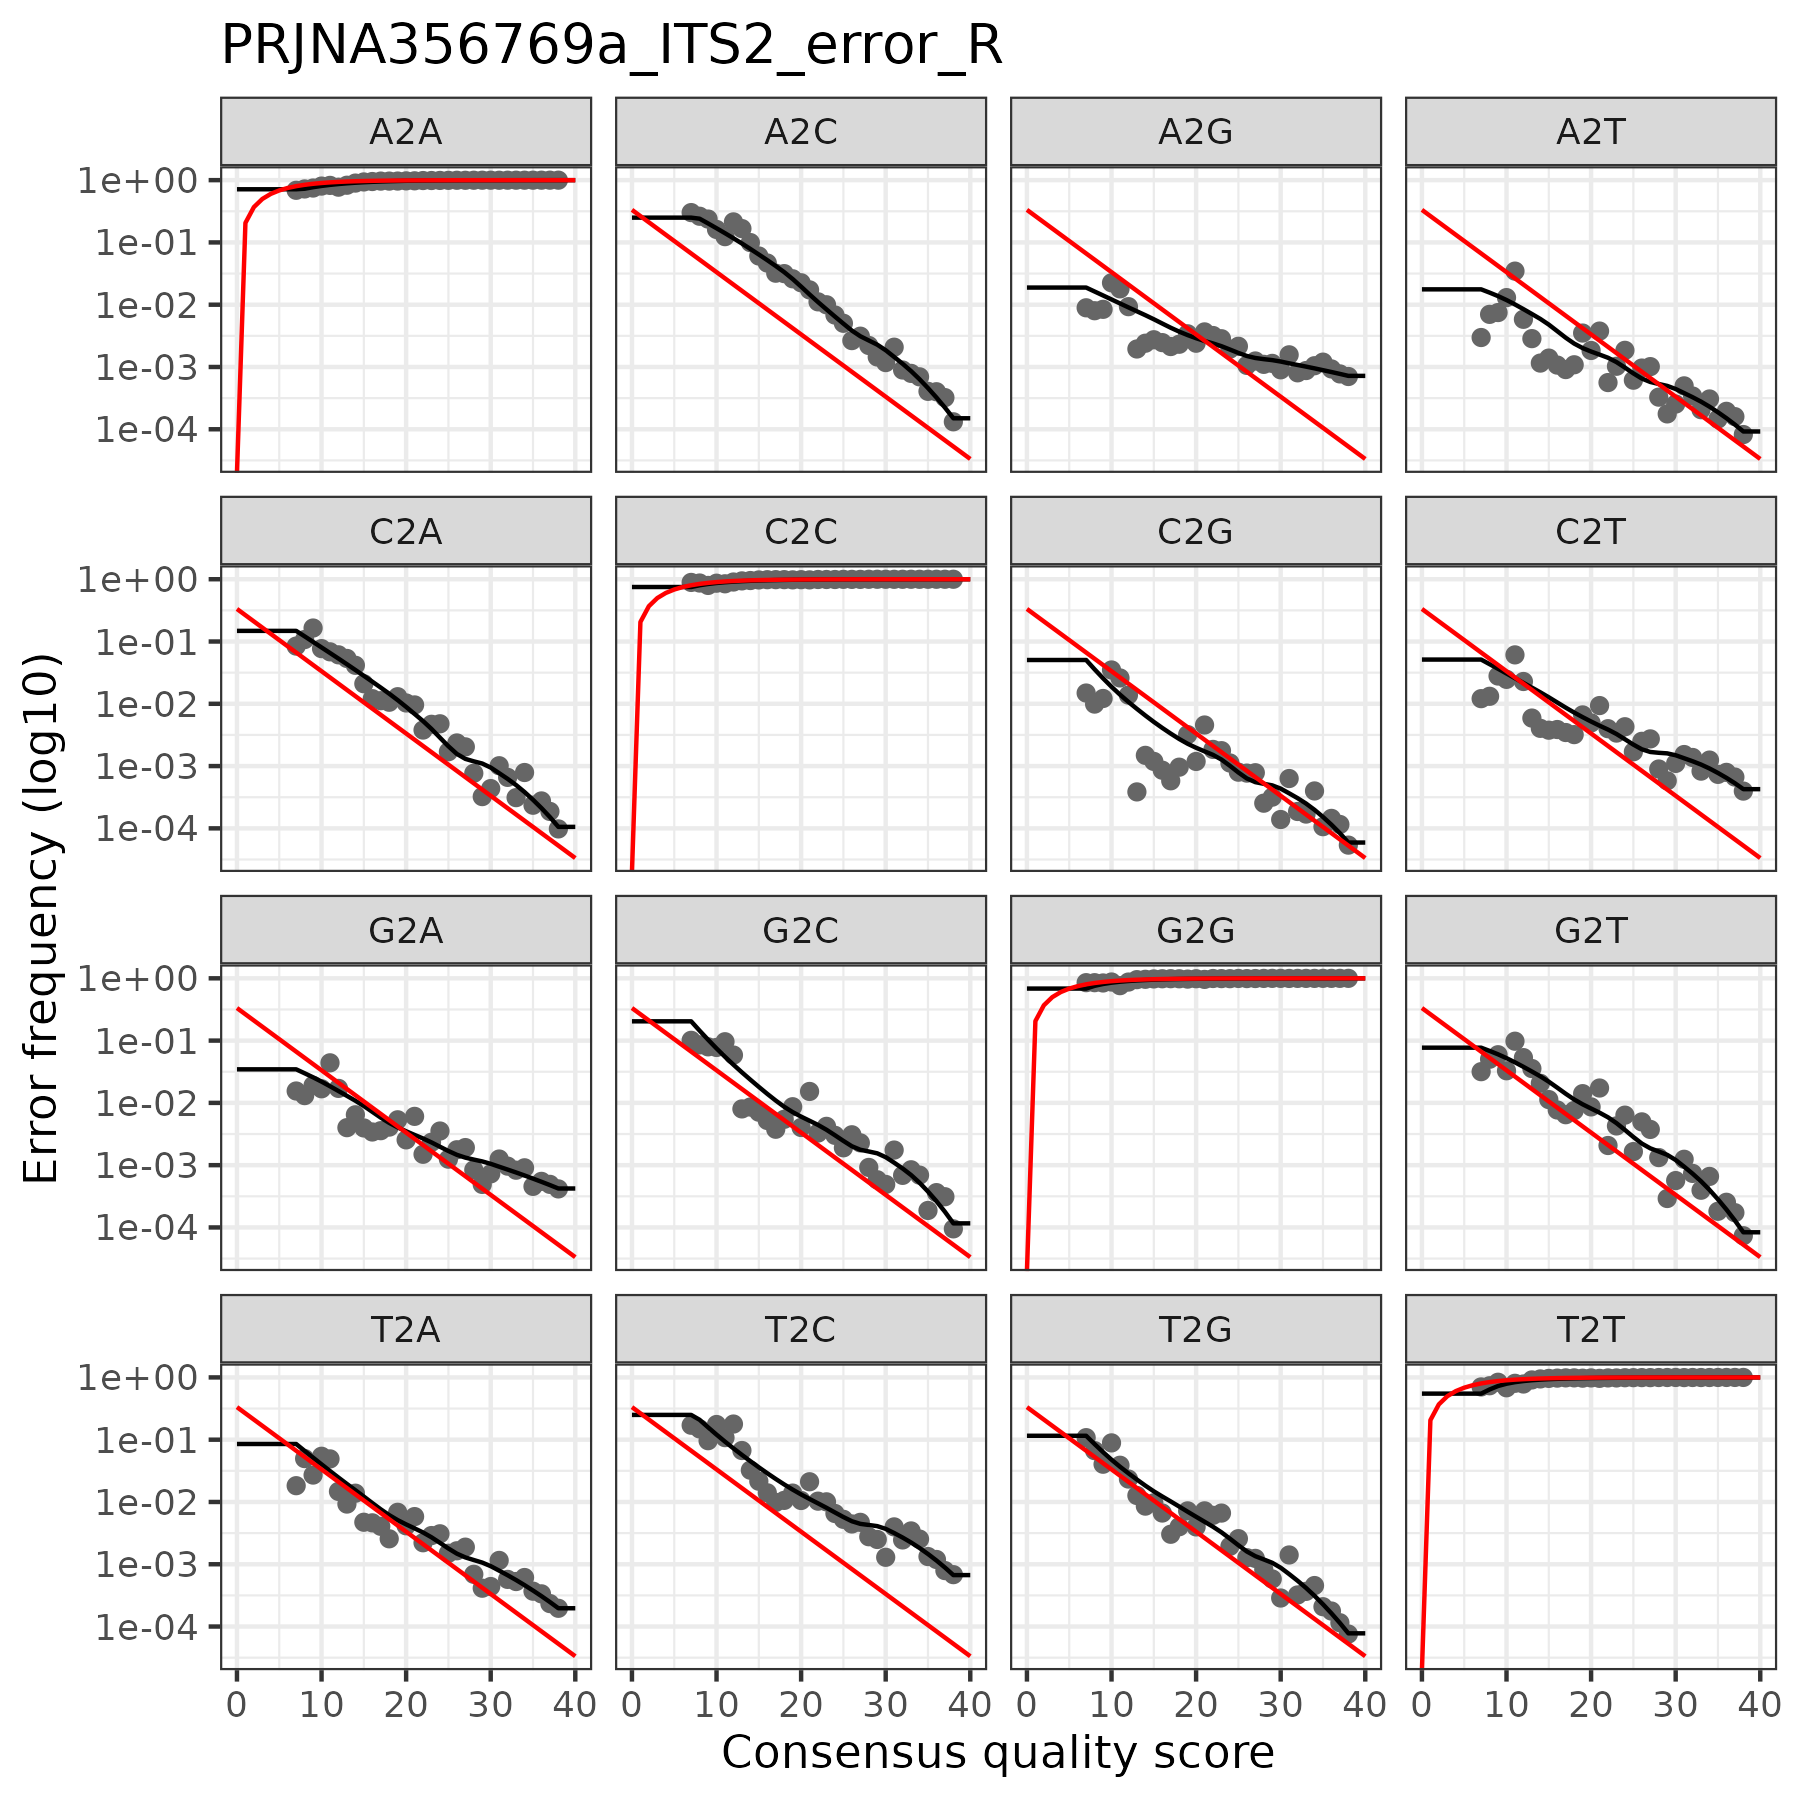 PRJNA356769a_ITS2_error_R
A2A A2C A2G A2T
1e+00
1e-01
1e-02
1e-03
1e-04
C2A C2C C2G C2T
1e+00
1e-01
1e-02
1e-03
1e-04
G2A G2C G2G G2T
1e+00
1e-01
1e-02
1e-03
1e-04
T2A T2C T2G T2T
1e+00
1e-01
1e-02
1e-03
1e-04
0 10 20 30 40 0 10 20 30 40 0 10 20 30 40 0 10 20 30 40
Consensus quality score
Error frequency (log10)